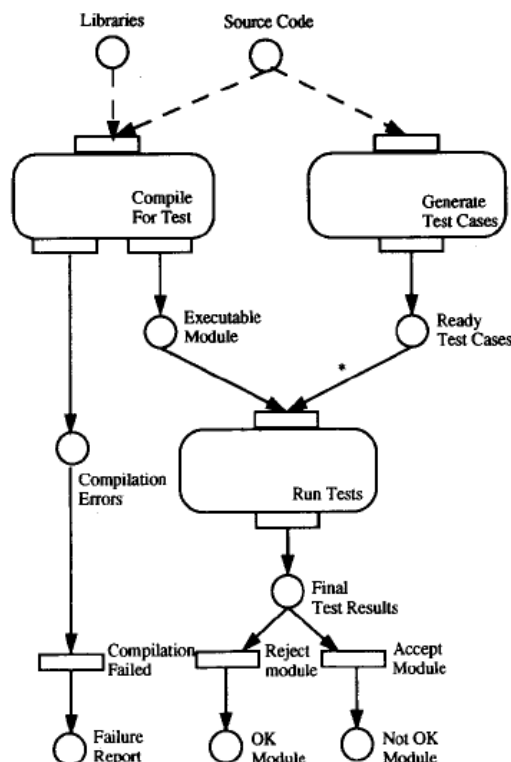 Libraries
Source Code
Compile
For Test
Generate
Test Cases
Executable
Module
Ready
Test Cases
*
Compilation
Errors
Run Tests
Final
Test Results
Compilation
Failed
Reject
module
Accept
Module
Failure
Report
OK
Module
Not OK
Module